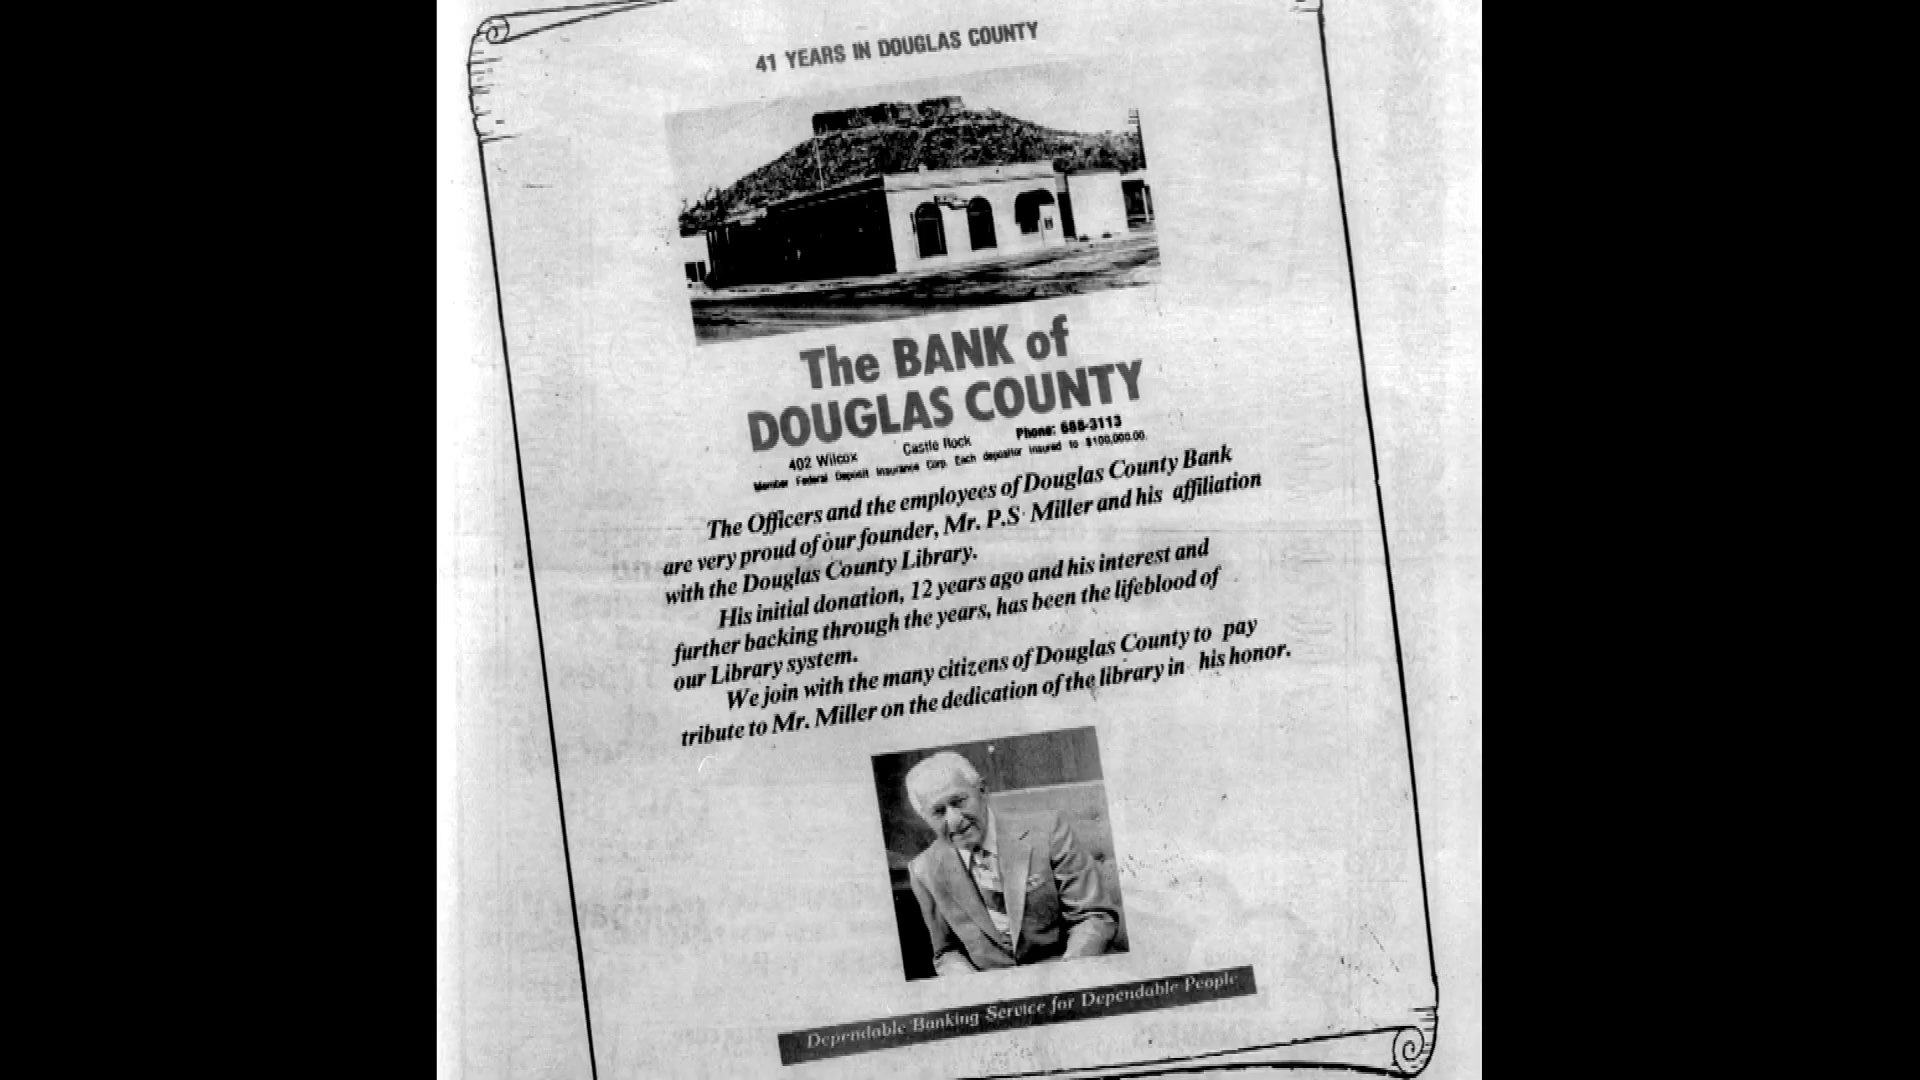 41 YEARS IN DOUGLAS COUNTY
The BANK of
DOUGLAS COUNTY
402 Wilcox Castle Rock Phone: 688-3113
Member Federal Deposit Insurance Corp. Each depositor insured to $100,000.00.
The Officers and the employees of Douglas County Bank
are very proud of our founder, Mr. P.S. Miller and his affiliation
with the Douglas County Library.
His initial donation, 12 years ago and his interest and
further backing through the years, has been the lifeblood of
our Library system.
We join with the many citizens of Douglas County to pay
tribute to Mr. Miller on the dedication of the library in his honor.
Dependable Banking Service for Dependable People